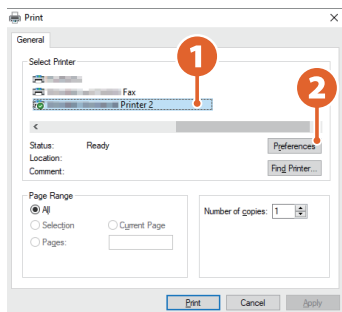 Print
General
Select Printer
1
2
Fax
Printer 2
Status: Ready
Preferences
Location:
Comment:
Find Printer...
Page Range
All
Selection Current Page
Pages:
Number of copies: 1
Print Cancel Apply